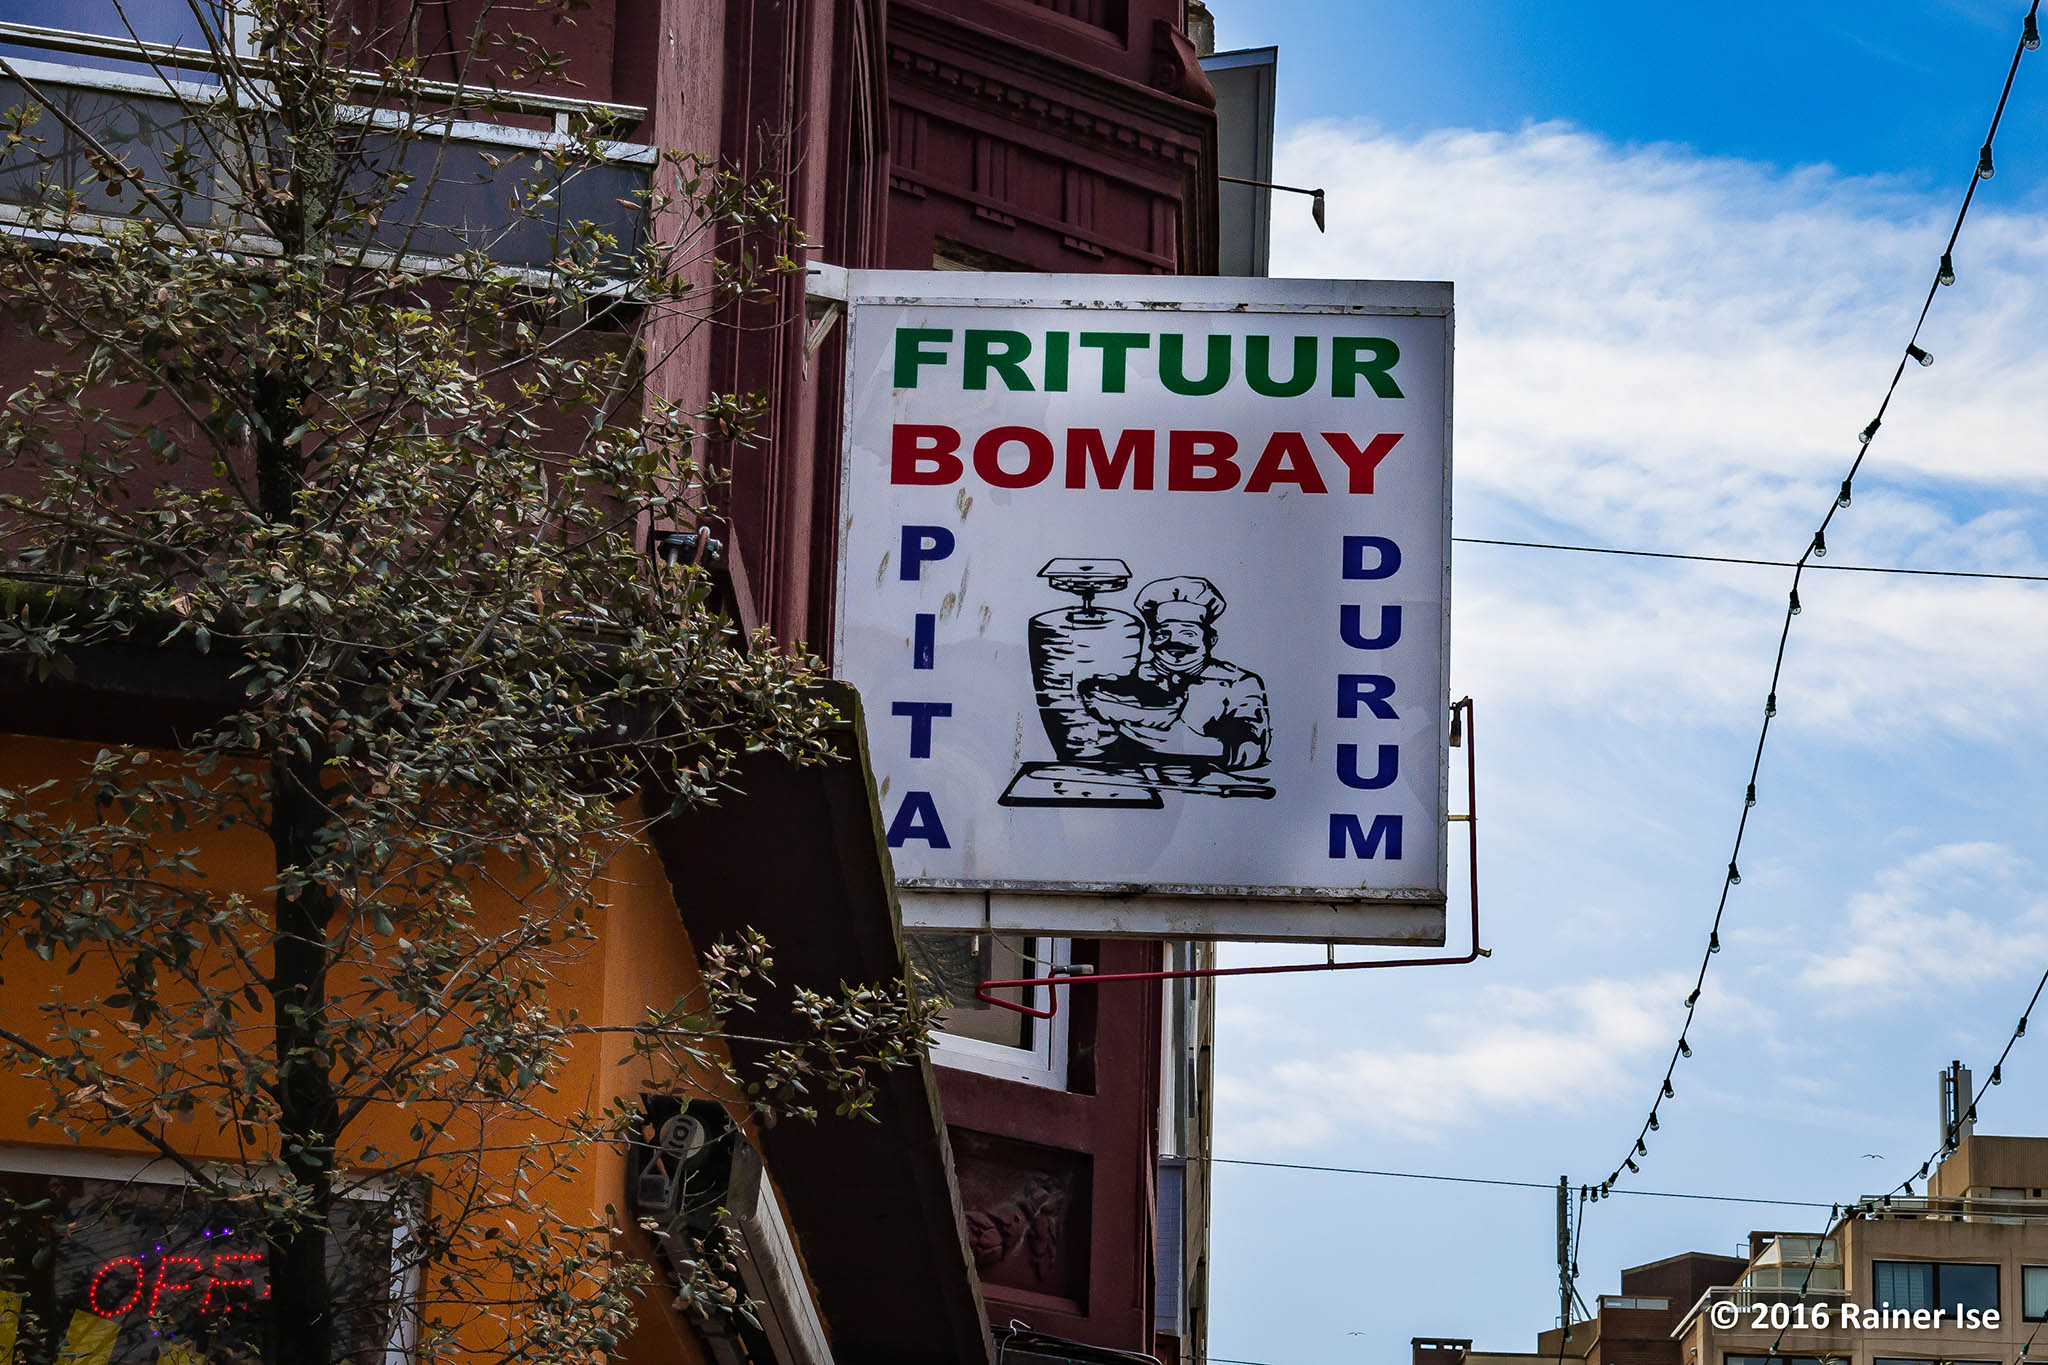 FRITUUR
BOMBAY
PITA
DURUM
OFF
© 2016 Rainer Ise